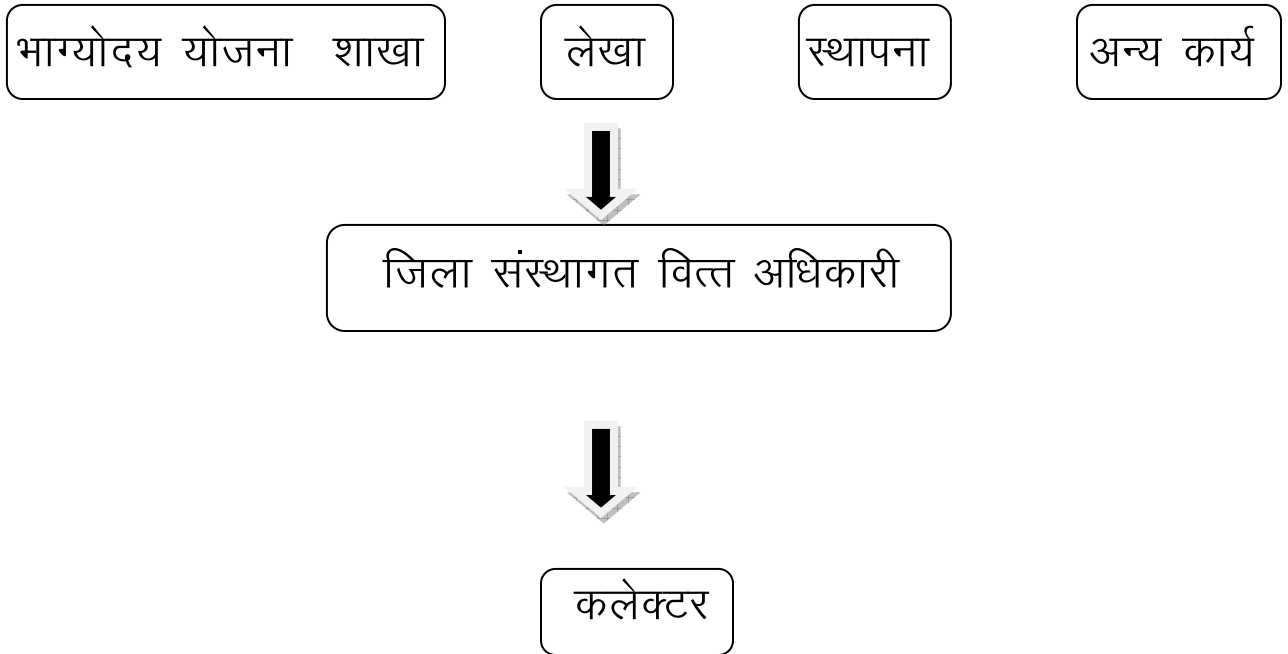 भाग्योदय योजना शाखा लेखा स्थापना अन्य कार्य
जिला संस्थागत वित्त अधिकारी
कलेक्टर